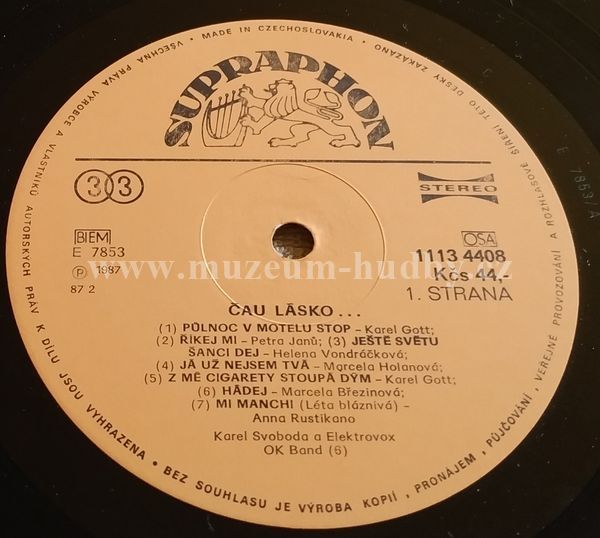 VŠECHNA PRÁVA VÝROBCE A VLASTNÍKŮ AUTORSKÝCH PRÁV K DÍLU JSOU VYHRAZENA • BEZ SOUHLASU JE VÝROBA KOPIÍ, PRONÁJEM, PŮJČOVÁNÍ, VEŘEJNÉ PROVOZOVÁNÍ A ROZHLASOVÉ ŠÍŘENÍ TÉTO DESKY ZAKÁZÁNO • MADE IN CZECHOSLOVAKIA •
SUPRAPHON
33
STEREO
BIEM
E 7853
Ⓟ 1987
87 2
OSA
1113 4408
Kčs 44,-
1. STRANA
E 7853/A
www.muzeum-hudby.cz
ČAU LÁSKO...
(1) PŮLNOC V MOTELU STOP - Karel Gott;
(2) ŘÍKEJ MI - Petra Janů; (3) JEŠTĚ SVĚTU
ŠANCI DEJ - Helena Vondráčková;
(4) JÁ UŽ NEJSEM TVÁ - Marcela Holanová;
(5) Z MÉ CIGARETY STOUPÁ DÝM - Karel Gott;
(6) HÁDEJ - Marcela Březinová;
(7) MI MANCHI (Léta bláznivá) -
Anna Rustikano
Karel Svoboda a Elektrovox
OK Band (6)